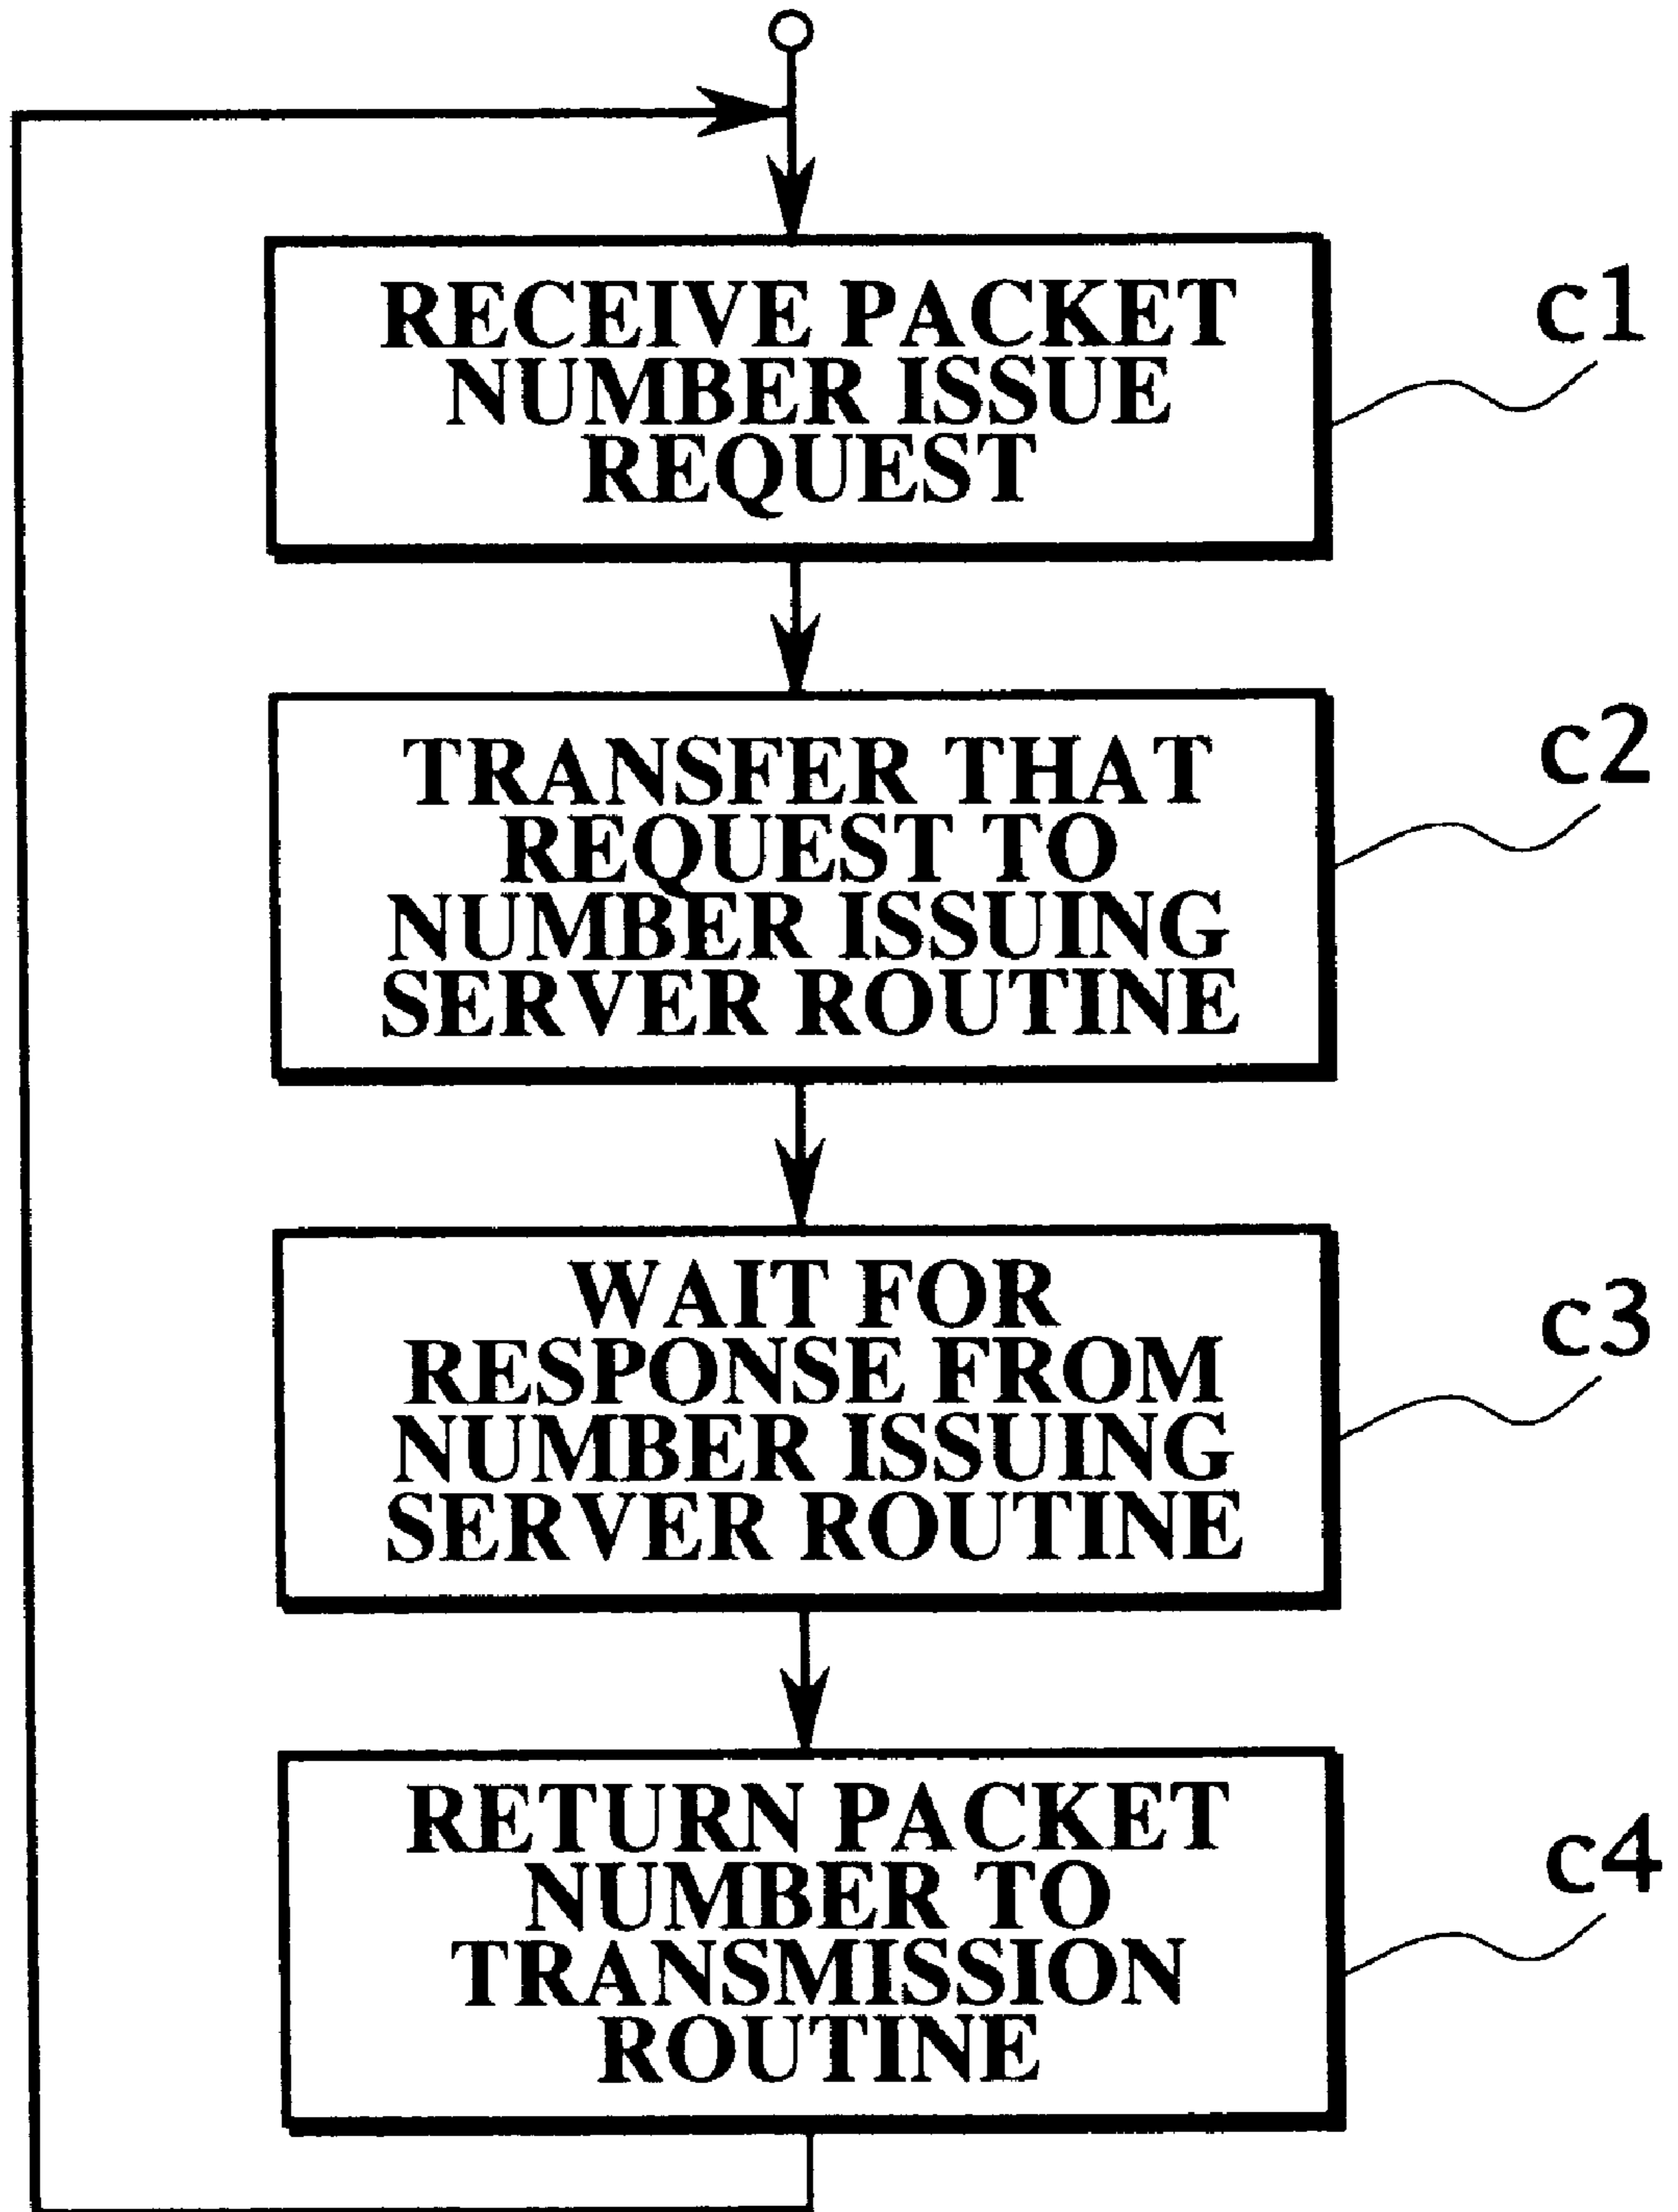 RECEIVE PACKET
NUMBER ISSUE
REQUEST
c1
TRANSFER THAT
REQUEST TO
NUMBER ISSUING
SERVER ROUTINE
c2
WAIT FOR
RESPONSE FROM
NUMBER ISSUING
SERVER ROUTINE
c3
RETURN PACKET
NUMBER TO
TRANSMISSION
ROUTINE
c4